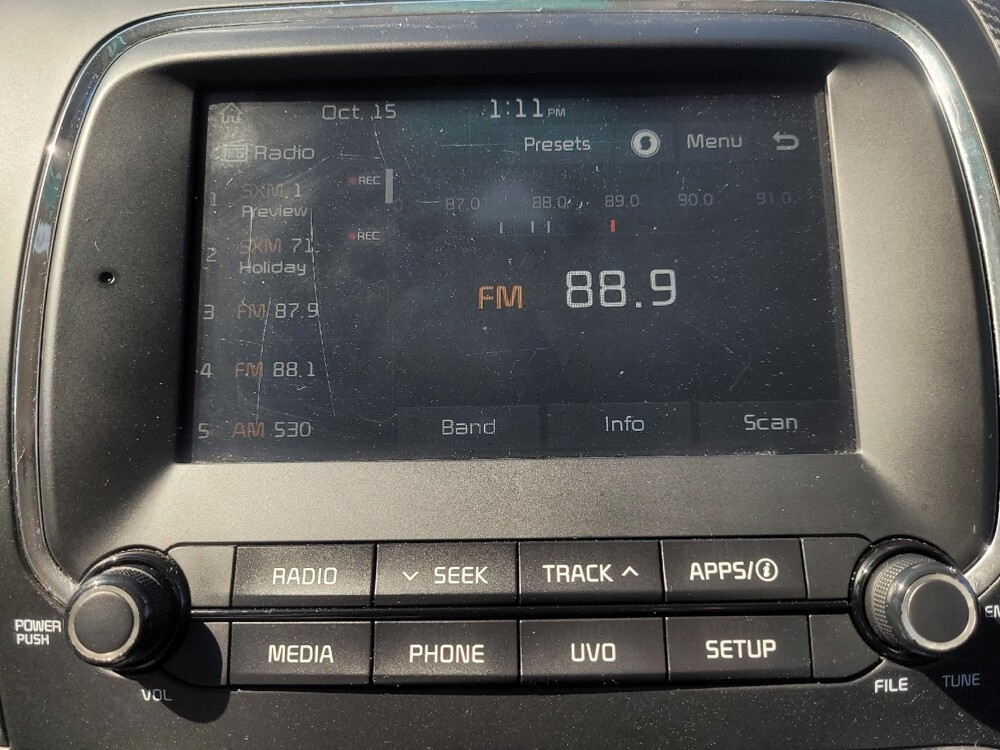 Oct. 15 1:11 PM
Radio Presets Menu
1 SXM 1 REC
Preview
87.0 88.0 89.0 90.0 91.0
2 SXM 71 REC
Holiday
FM 88.9
3 FM 87.9
4 FM 88.1
5 AM 530
Band Info Scan
RADIO SEEK TRACK APPS/
POWER
PUSH
MEDIA PHONE UVO SETUP
VOL
FILE TUNE